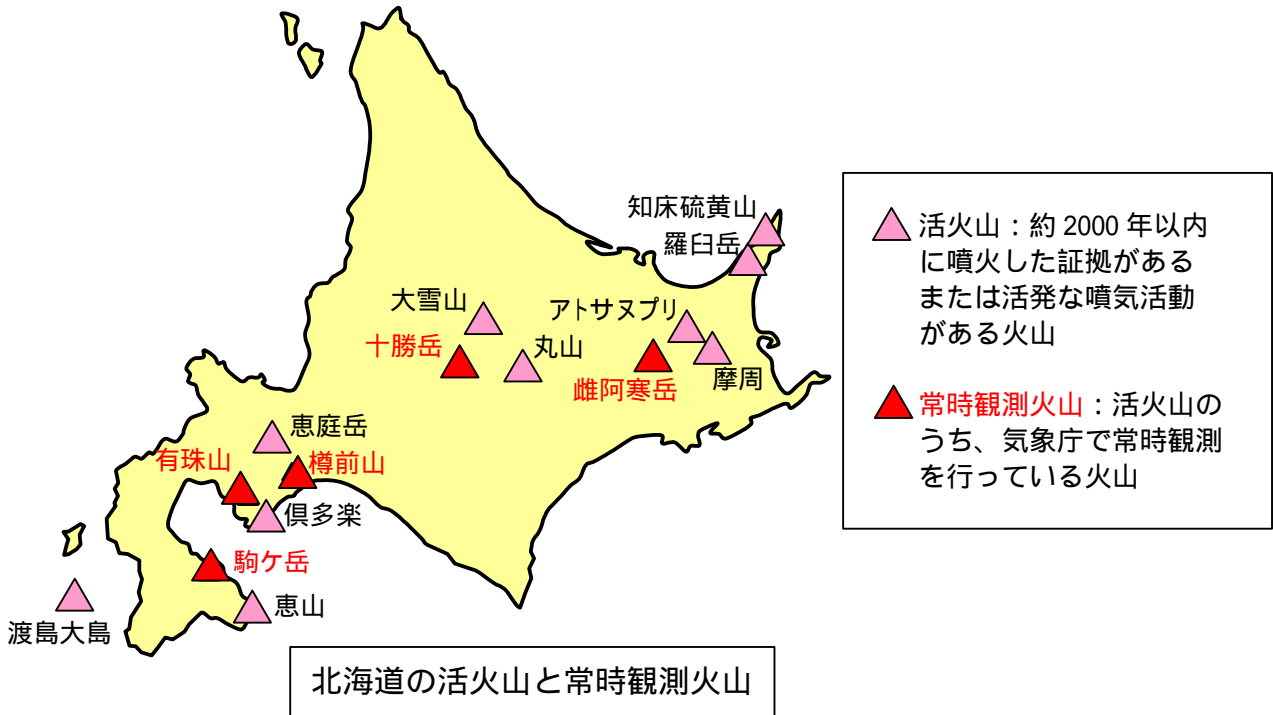 知床硫黄山
羅臼岳
大雪山
アトサヌプリ
十勝岳
丸山
雌阿寒岳
摩周
恵庭岳
有珠山
樽前山
倶多楽
駒ケ岳
恵山
渡島大島
活火山：約 2000 年以内
に噴火した証拠がある
または活発な噴気活動
がある火山
常時観測火山：活火山の
うち、気象庁で常時観測
を行っている火山
北海道の活火山と常時観測火山